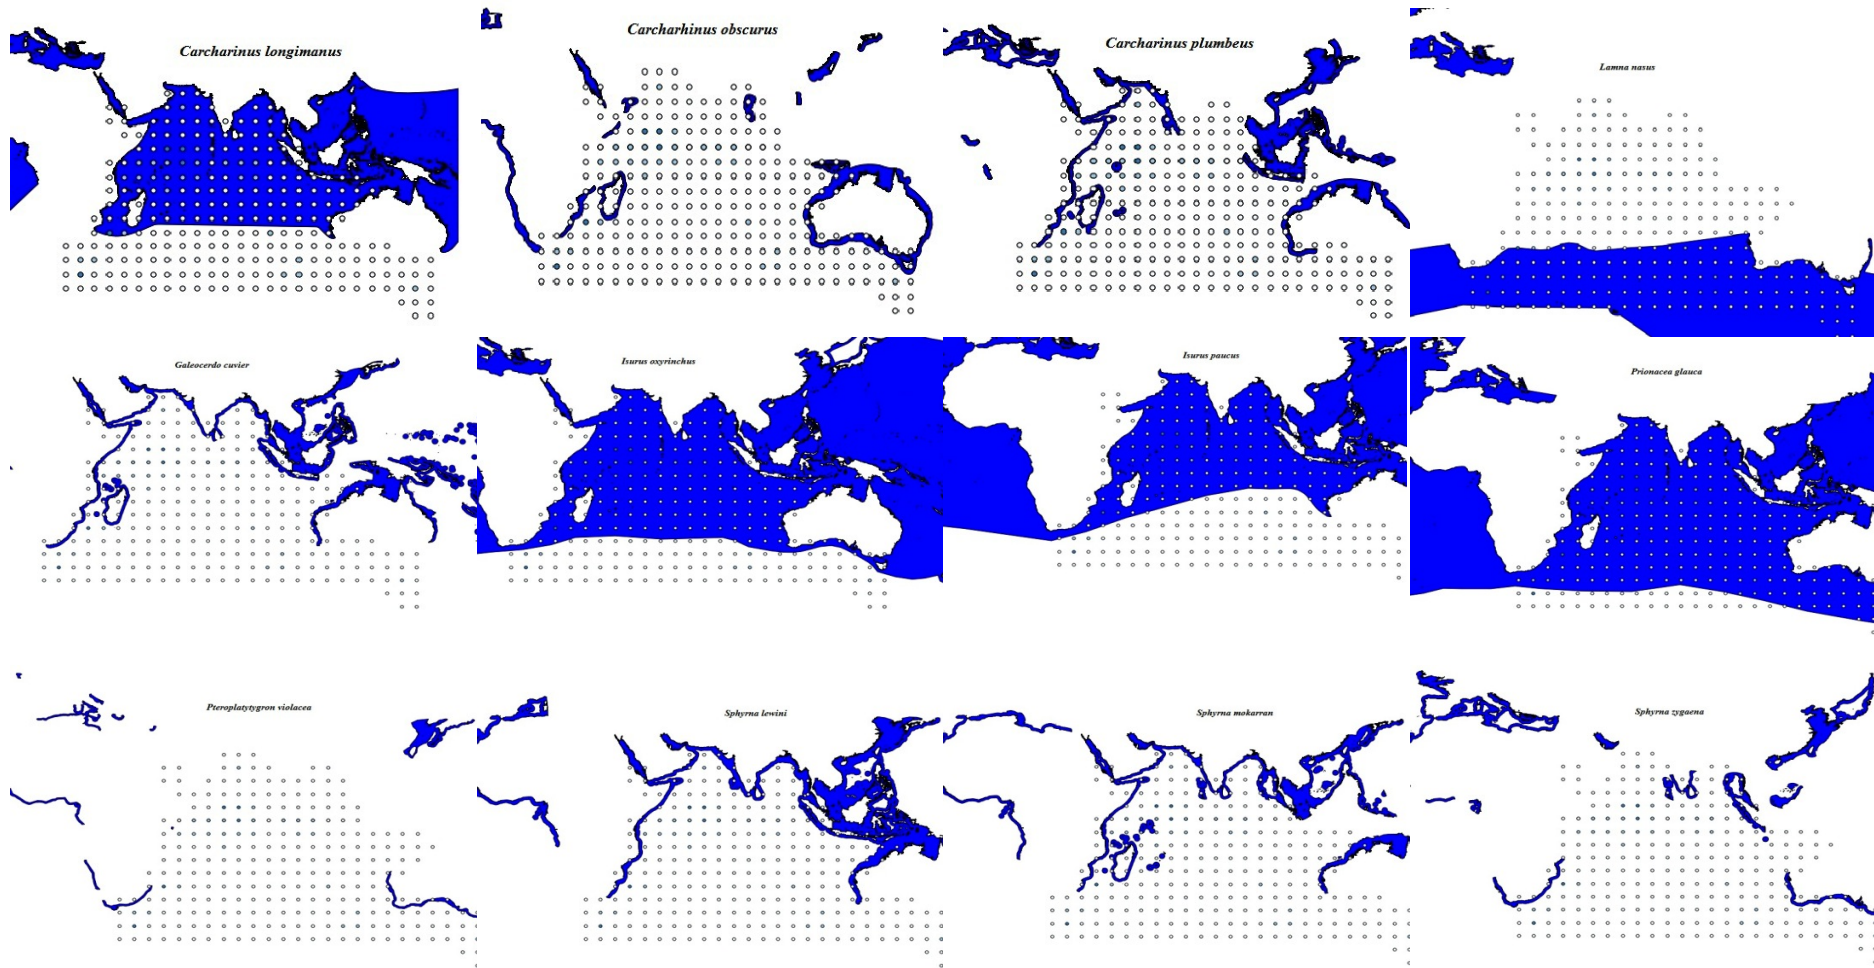 Carcharinus longimanus
Carcharhinus obscurus
Carcharinus plumbeus
Lamna nasus
Galeocerdo cuvier
Isurus oxyrinchus
Isurus paucus
Prionacea glauca
Pteroplatytygron violacea
Sphyrna lewini
Sphyrna mokarran
Sphyrna zygaena